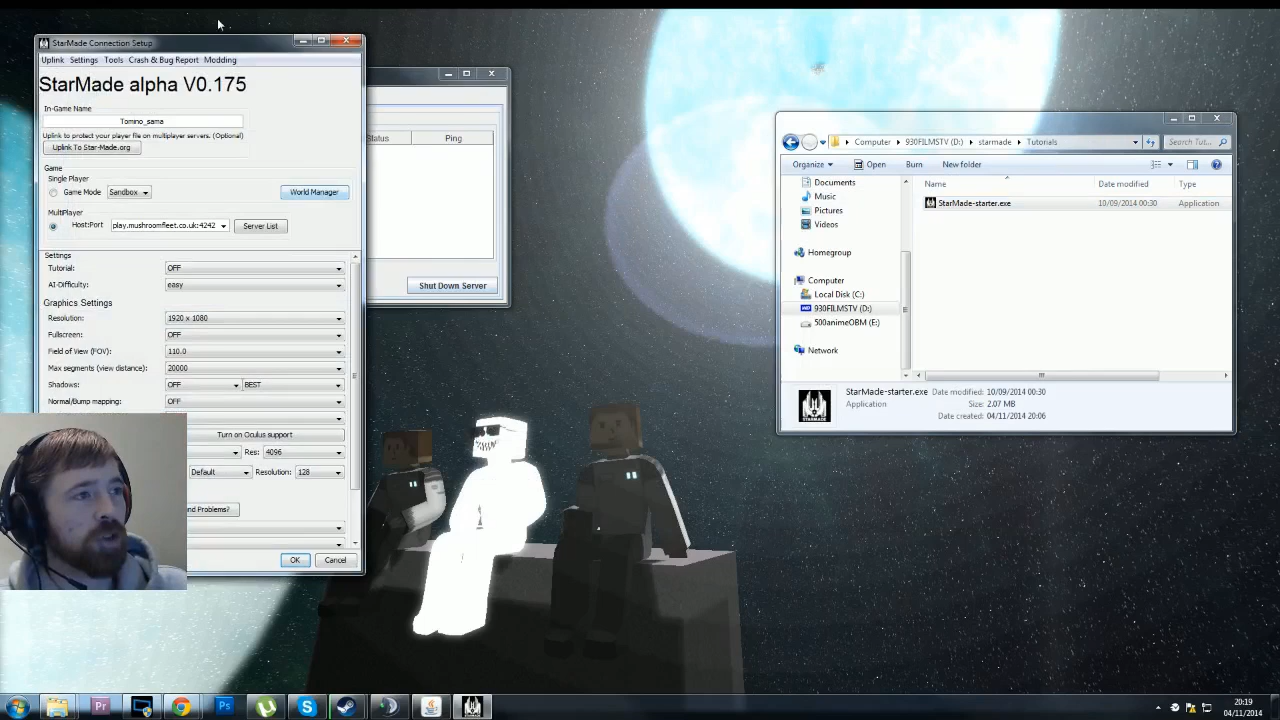 StarMade Connection Setup
Uplink Settings Tools Crash & Bug Report Modding
StarMade alpha V0.175
In-Game Name
Tomino_sama
Uplink to protect your player file on multiplayer servers. (Optional)
Uplink To Star-Made.org
Game
Single Player
Game Mode Sandbox World Manager
MultiPlayer
Host:Port play.mushroomfleet.co.uk:4242 Server List
Settings
Tutorial: OFF
AI-Difficulty: easy
Graphics Settings
Resolution: 1920 x 1080
Fullscreen: OFF
Field of View (FOV): 110.0
Max segments (view distance): 20000
Shadows: OFF BEST
Normal/Bump mapping: OFF
Turn on Oculus support
Res: 4096
Default Resolution: 128
nd Problems?
OK Cancel
Status Ping
Shut Down Server
Computer 930FILMSTV (D:) starmade Tutorials
Search Tut...
Organize Open Burn New folder
Documents
Music
Pictures
Videos
Homegroup
Computer
Local Disk (C:)
930FILMSTV (D:)
500animeOBM (E:)
Network
Name Date modified Type
StarMade-starter.exe 10/09/2014 00:30 Application
StarMade-starter.exe Date modified: 10/09/2014 00:30
Application Size: 2.07 MB
Date created: 04/11/2014 20:06
STARMADE
20:19
04/11/2014